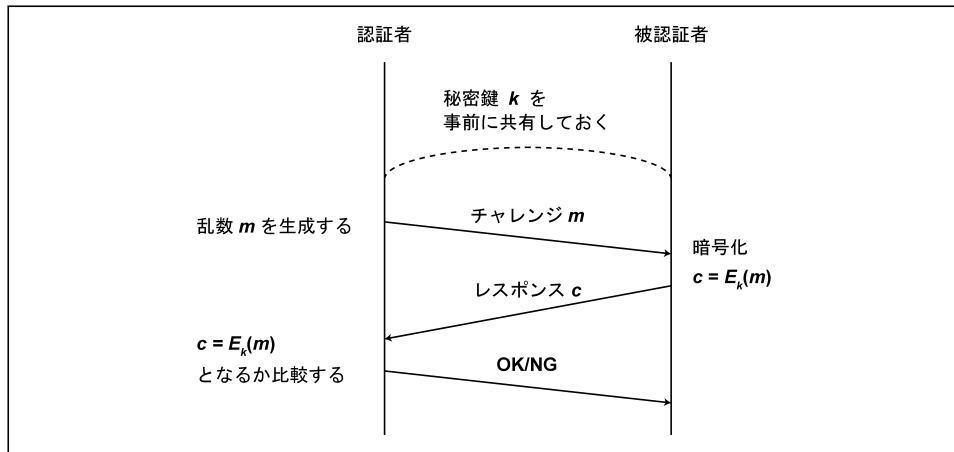 認証者
被認証者
秘密鍵 k を
事前に共有しておく
乱数 m を生成する
チャレンジ m
暗号化
c = Ek(m)
レスポンス c
c = Ek(m)
となるか比較する
OK/NG